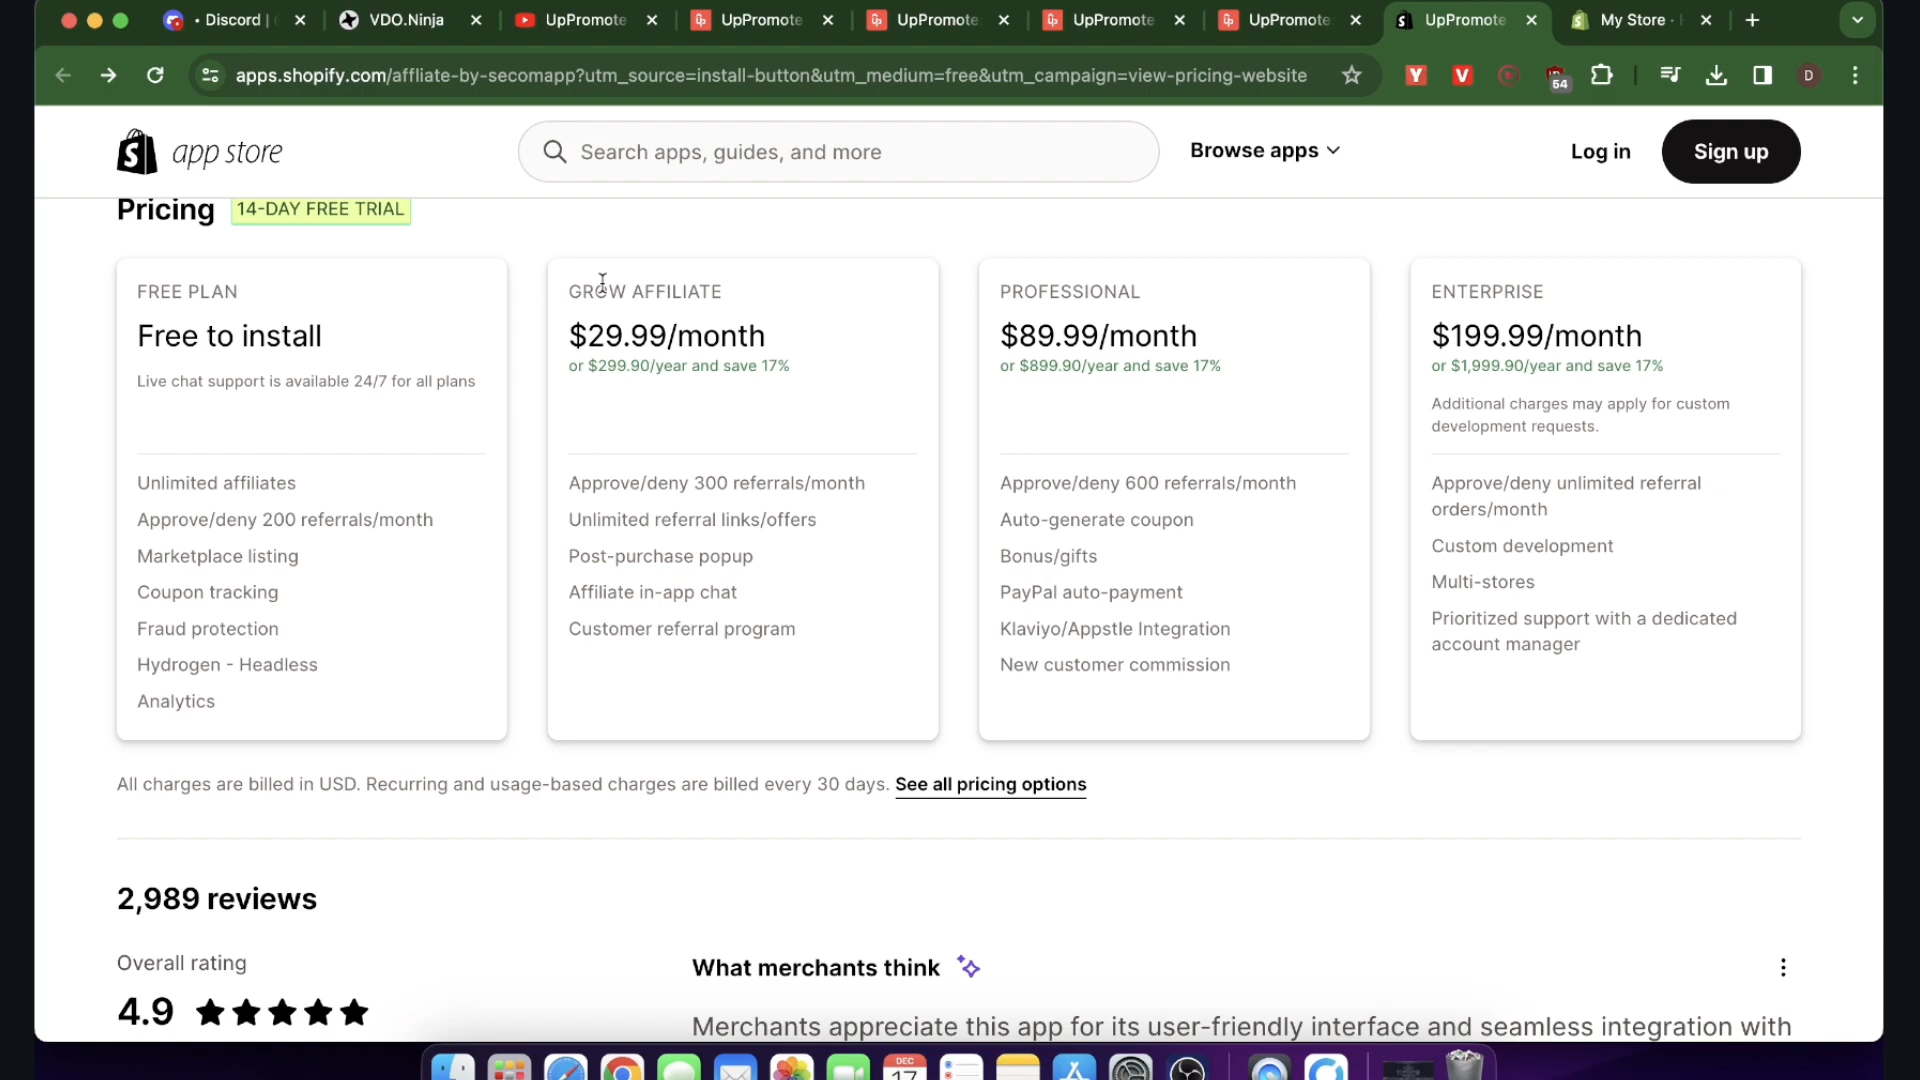 • Discord |
VDO.Ninja
UpPromote
UpPromote
UpPromote
UpPromote
UpPromote
UpPromote
My Store ·
apps.shopify.com/affliate-by-secomapp?utm_source=install-button&utm_medium=free&utm_campaign=view-pricing-website
54
D
app store
Search apps, guides, and more
Browse apps
Log in
Sign up
Pricing
14-DAY FREE TRIAL
FREE PLAN
Free to install
Live chat support is available 24/7 for all plans
Unlimited affiliates
Approve/deny 200 referrals/month
Marketplace listing
Coupon tracking
Fraud protection
Hydrogen - Headless
Analytics
GROW AFFILIATE
$29.99/month
or $299.90/year and save 17%
Approve/deny 300 referrals/month
Unlimited referral links/offers
Post-purchase popup
Affiliate in-app chat
Customer referral program
PROFESSIONAL
$89.99/month
or $899.90/year and save 17%
Approve/deny 600 referrals/month
Auto-generate coupon
Bonus/gifts
PayPal auto-payment
Klaviyo/Appstle Integration
New customer commission
ENTERPRISE
$199.99/month
or $1,999.90/year and save 17%
Additional charges may apply for custom
development requests.
Approve/deny unlimited referral
orders/month
Custom development
Multi-stores
Prioritized support with a dedicated
account manager
All charges are billed in USD. Recurring and usage-based charges are billed every 30 days. See all pricing options
2,989 reviews
Overall rating
4.9
What merchants think
Merchants appreciate this app for its user-friendly interface and seamless integration with
DEC
17